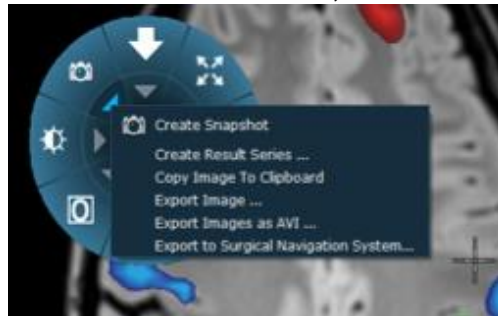 Create Snapshot
Create Result Series ...
Copy Image To Clipboard
Export Image ...
Export Images as AVI ...
Export to Surgical Navigation System...